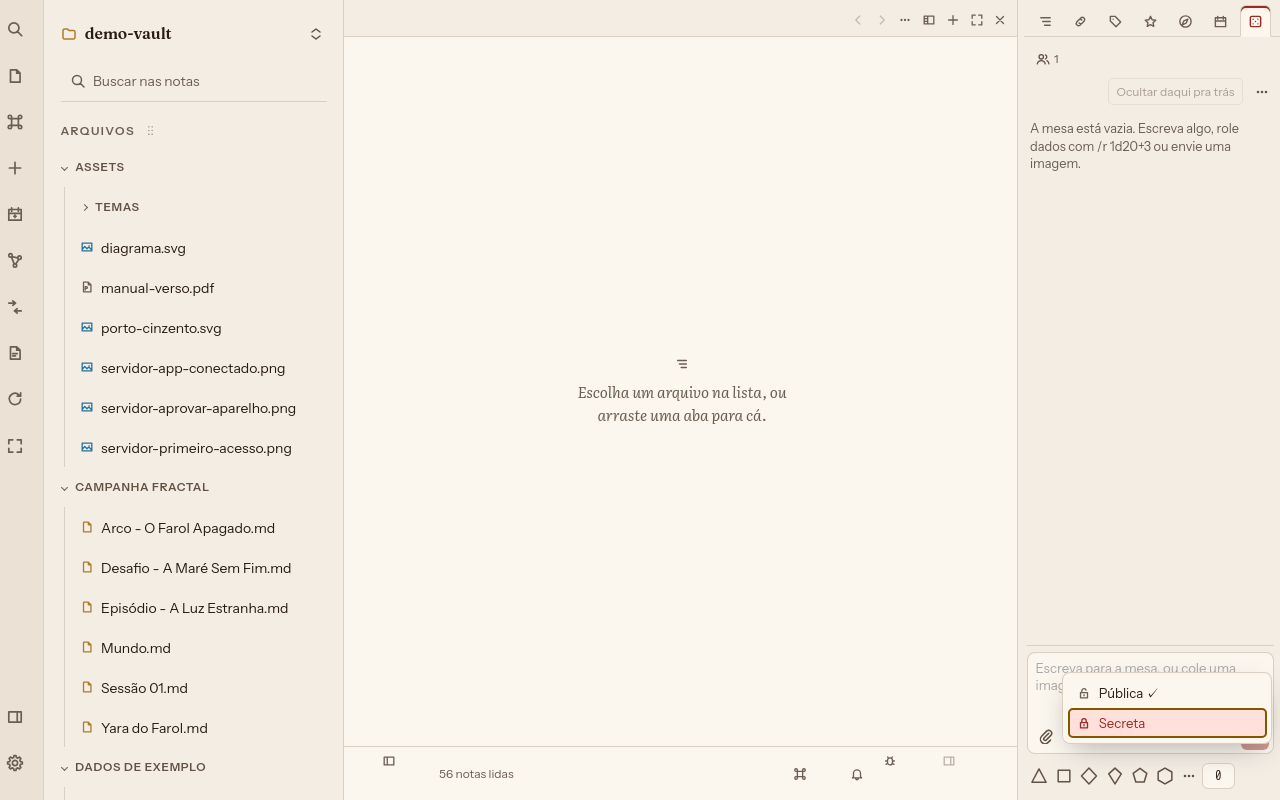 demo-vault
Buscar nas notas
ARQUIVOS
ASSETS
TEMAS
diagrama.svg
manual-verso.pdf
porto-cinzento.svg
servidor-app-conectado.png
servidor-aprovar-aparelho.png
servidor-primeiro-acesso.png
CAMPANHA FRACTAL
Arco - O Farol Apagado.md
Desafio - A Maré Sem Fim.md
Episódio - A Luz Estranha.md
Mundo.md
Sessão 01.md
Yara do Farol.md
DADOS DE EXEMPLO
Escolha um arquivo na lista, ou
arraste uma aba para cá.
56 notas lidas
1
Ocultar daqui pra trás
A mesa está vazia. Escreva algo, role
dados com /r 1d20+3 ou envie uma
imagem.
Escreva para a mesa, ou cole uma
Pública ✓
Secreta
0